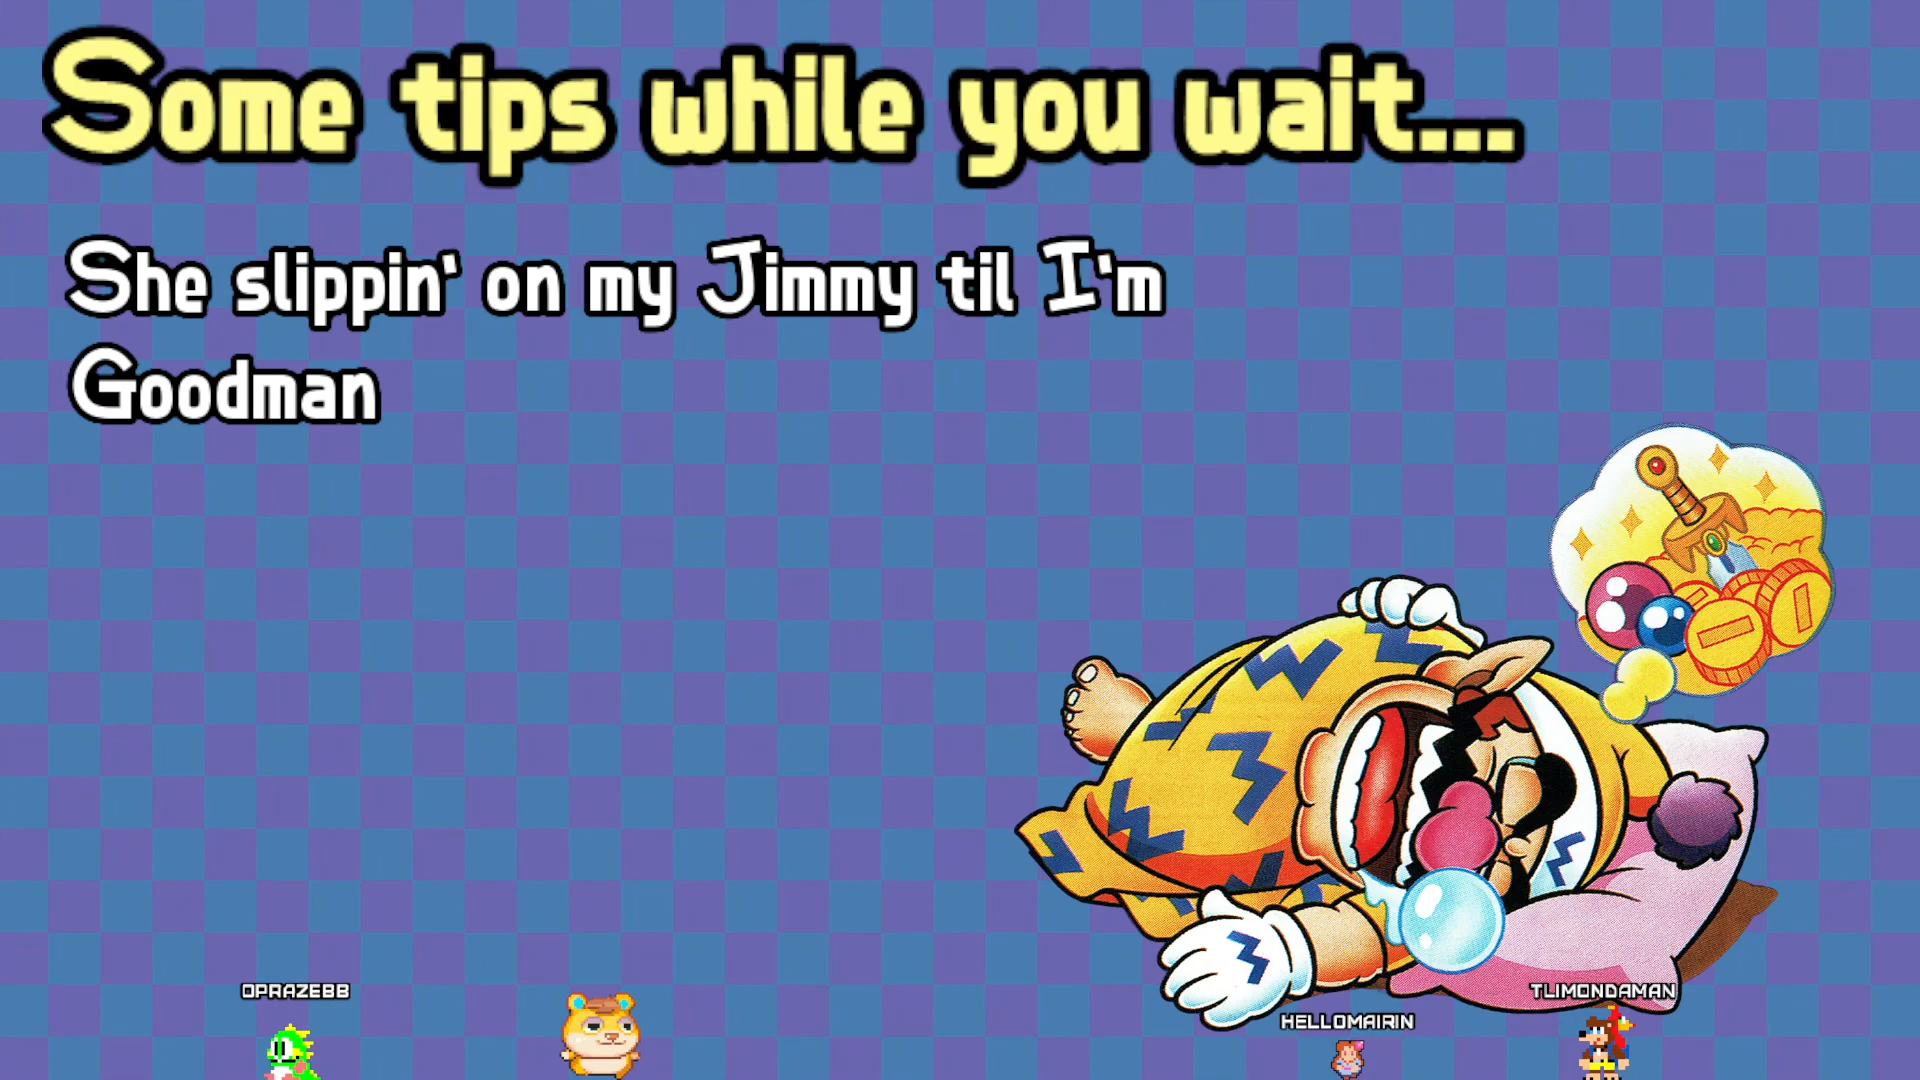 Some tips while you wait...
She slippin' on my Jimmy til I'm
Goodman
OPRAZEBB
TLIMONDAMAN
HELLOMAIRIN